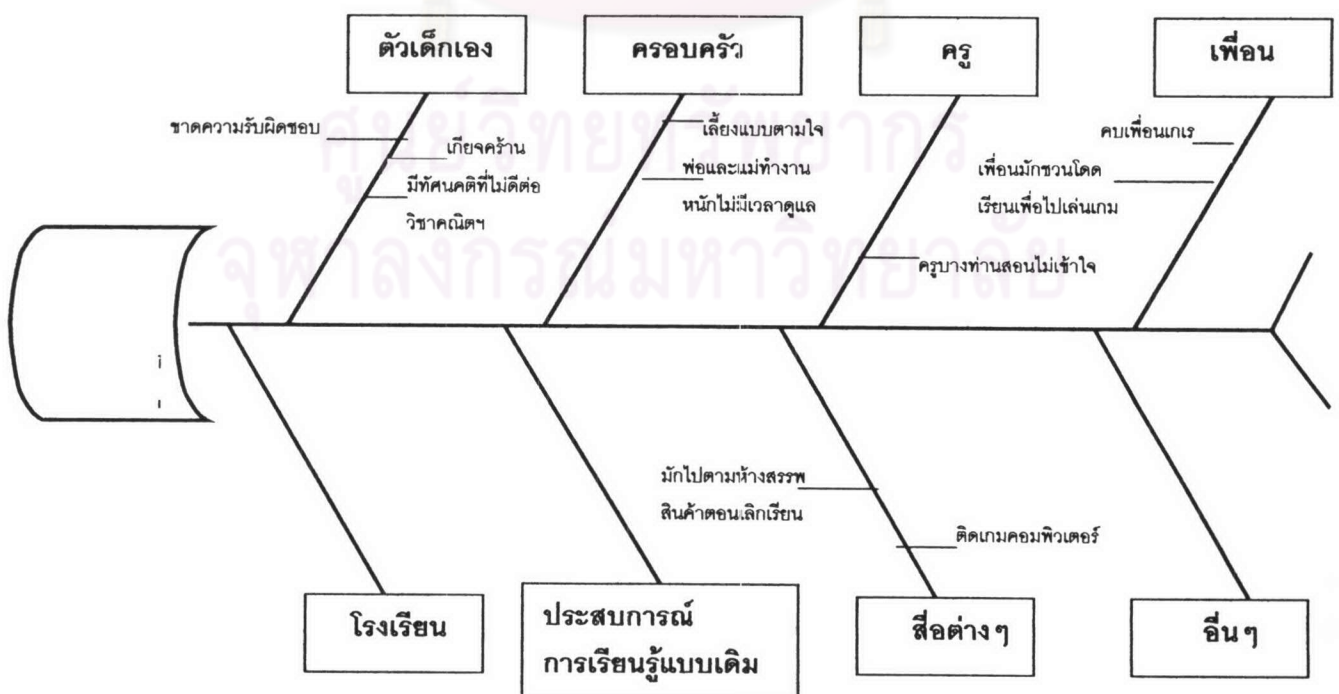 ตัวเด็กเอง
ครอบครัว
ครู
เพื่อน
ขาดความรับผิดชอบ
เกียจคร้าน
มีทัศนคติที่ไม่ดีต่อ
วิชาคณิตฯ
เลี้ยงแบบตามใจ
พ่อและแม่ทำงาน
หนักไม่มีเวลาดูแล
ครูบางท่านสอนไม่เข้าใจ
คบเพื่อนเกเร
เพื่อนมักชวนโดด
เรียนเพื่อไปเล่นเกม
ศูนย์วิทยทรัพยากร
จุฬาลงกรณ์มหาวิทยาลัย
มักไปตามห้างสรรพ
สินค้าตอนเลิกเรียน
ติดเกมคอมพิวเตอร์
โรงเรียน
ประสบการณ์
การเรียนรู้แบบเดิม
สื่อต่างๆ
อื่นๆ